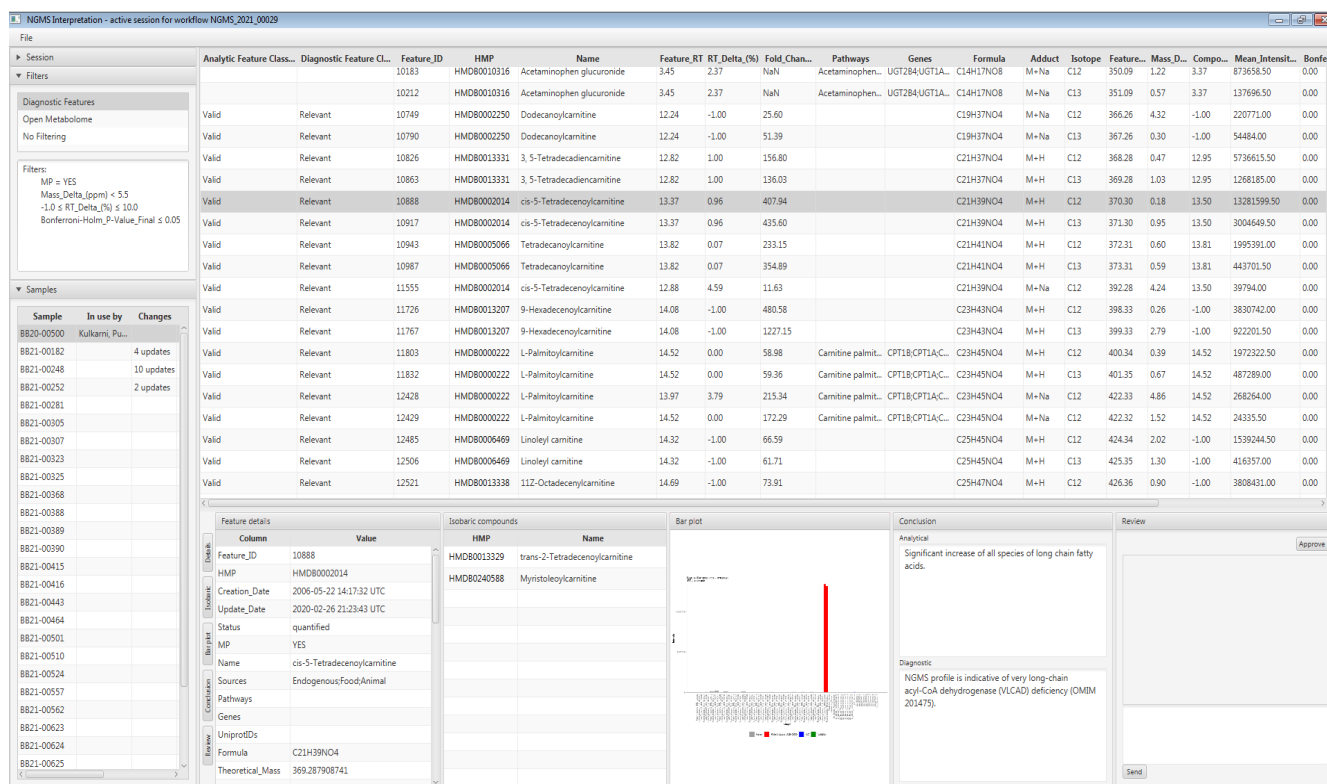 NGMS Interpretation - active session for workflow NGMS_2021_00029
File
Session
Filters
Diagnostic Features
Open Metabolome
No Filtering
Filters:
MP = YES
Mass_Delta_(ppm) < 5.5
-1.0 ≤ RT_Delta_(%) ≤ 10.0
Bonferroni-Holm_P-Value_Final ≤ 0.05
Samples
Sample In use by Changes
BB20-00500 Kulkarni, Pu...
BB21-00182 4 updates
BB21-00248 10 updates
BB21-00252 2 updates
BB21-00281
BB21-00305
BB21-00307
BB21-00323
BB21-00325
BB21-00368
BB21-00388
BB21-00389
BB21-00390
BB21-00415
BB21-00416
BB21-00443
BB21-00464
BB21-00501
BB21-00510
BB21-00524
BB21-00557
BB21-00562
BB21-00623
BB21-00624
BB21-00625
Analytic Feature Class... Diagnostic Feature Cl... Feature_ID HMP Name Feature_RT RT_Delta_(%) Fold_Chan... Pathways Genes Formula Adduct Isotope Feature... Mass_D... Compo... Mean_Intensit... Bonfe
10183 HMDB0010316 Acetaminophen glucuronide 3.45 2.37 NaN Acetaminophen... UGT2B4;UGT1A... C14H17NO8 M+Na C12 350.09 1.22 3.37 873658.50 0.00
10212 HMDB0010316 Acetaminophen glucuronide 3.45 2.37 NaN Acetaminophen... UGT2B4;UGT1A... C14H17NO8 M+Na C13 351.09 0.57 3.37 137696.50 0.00
Valid Relevant 10749 HMDB0002250 Dodecanoylcarnitine 12.24 -1.00 25.60 C19H37NO4 M+Na C12 366.26 4.32 -1.00 220771.00 0.00
Valid Relevant 10790 HMDB0002250 Dodecanoylcarnitine 12.24 -1.00 51.39 C19H37NO4 M+Na C13 367.26 0.30 -1.00 54484.00 0.00
Valid Relevant 10826 HMDB0013331 3, 5-Tetradecadiencarnitine 12.82 1.00 156.80 C21H37NO4 M+H C12 368.28 0.47 12.95 5736615.50 0.00
Valid Relevant 10863 HMDB0013331 3, 5-Tetradecadiencarnitine 12.82 1.00 136.03 C21H37NO4 M+H C13 369.28 1.03 12.95 1268185.00 0.00
Valid Relevant 10888 HMDB0002014 cis-5-Tetradecenoylcarnitine 13.37 0.96 407.94 C21H39NO4 M+H C12 370.30 0.18 13.50 13281599.50 0.00
Valid Relevant 10917 HMDB0002014 cis-5-Tetradecenoylcarnitine 13.37 0.96 435.60 C21H39NO4 M+H C13 371.30 0.95 13.50 3004649.50 0.00
Valid Relevant 10943 HMDB0005066 Tetradecanoylcarnitine 13.82 0.07 233.15 C21H41NO4 M+H C12 372.31 0.60 13.81 1995391.00 0.00
Valid Relevant 10987 HMDB0005066 Tetradecanoylcarnitine 13.82 0.07 354.89 C21H41NO4 M+H C13 373.31 0.59 13.81 443701.50 0.00
Valid Relevant 11555 HMDB0002014 cis-5-Tetradecenoylcarnitine 12.88 4.59 11.63 C21H39NO4 M+Na C12 392.28 4.24 13.50 39794.00 0.00
Valid Relevant 11726 HMDB0013207 9-Hexadecenoylcarnitine 14.08 -1.00 480.58 C23H43NO4 M+H C12 398.33 0.26 -1.00 3830742.00 0.00
Valid Relevant 11767 HMDB0013207 9-Hexadecenoylcarnitine 14.08 -1.00 1227.15 C23H43NO4 M+H C13 399.33 2.79 -1.00 922201.50 0.00
Valid Relevant 11803 HMDB0000222 L-Palmitoylcarnitine 14.52 0.00 58.98 Carnitine palmit... CPT1B;CPT1A;C... C23H45NO4 M+H C12 400.34 0.39 14.52 1972322.50 0.00
Valid Relevant 11832 HMDB0000222 L-Palmitoylcarnitine 14.52 0.00 59.36 Carnitine palmit... CPT1B;CPT1A;C... C23H45NO4 M+H C13 401.35 0.67 14.52 487289.00 0.00
Valid Relevant 12428 HMDB0000222 L-Palmitoylcarnitine 13.97 3.79 215.34 Carnitine palmit... CPT1B;CPT1A;C... C23H45NO4 M+Na C12 422.33 4.86 14.52 268264.00 0.00
Valid Relevant 12429 HMDB0000222 L-Palmitoylcarnitine 14.52 0.00 172.29 Carnitine palmit... CPT1B;CPT1A;C... C23H45NO4 M+Na C12 422.32 1.52 14.52 24335.50 0.00
Valid Relevant 12485 HMDB0006469 Linoleyl carnitine 14.32 -1.00 66.59 C25H45NO4 M+H C12 424.34 2.02 -1.00 1539244.50 0.00
Valid Relevant 12506 HMDB0006469 Linoleyl carnitine 14.32 -1.00 61.71 C25H45NO4 M+H C13 425.35 1.30 -1.00 416357.00 0.00
Valid Relevant 12521 HMDB0013338 11Z-Octadecenylcarnitine 14.69 -1.00 73.91 C25H47NO4 M+H C12 426.36 0.90 -1.00 3808431.00 0.00
Details
Isobaric
Bar plot
Conclusion
Review
Feature details
Column Value
Feature_ID 10888
HMP HMDB0002014
Creation_Date 2006-05-22 14:17:32 UTC
Update_Date 2020-02-26 21:23:43 UTC
Status quantified
MP YES
Name cis-5-Tetradecenoylcarnitine
Sources Endogenous;Food;Animal
Pathways
Genes
UniprotIDs
Formula C21H39NO4
Theoretical_Mass 369.287908741
Isobaric compounds
HMP Name
HMDB0013329 trans-2-Tetradecenoylcarnitine
HMDB0240588 Myristoleoylcarnitine
Bar plot
Conclusion
Analytical
Significant increase of all species of long chain fatty
acids.
Diagnostic
NGMS profile is indicative of very long-chain
acyl-CoA dehydrogenase (VLCAD) deficiency (OMIM
201475).
Review
Approve
Send